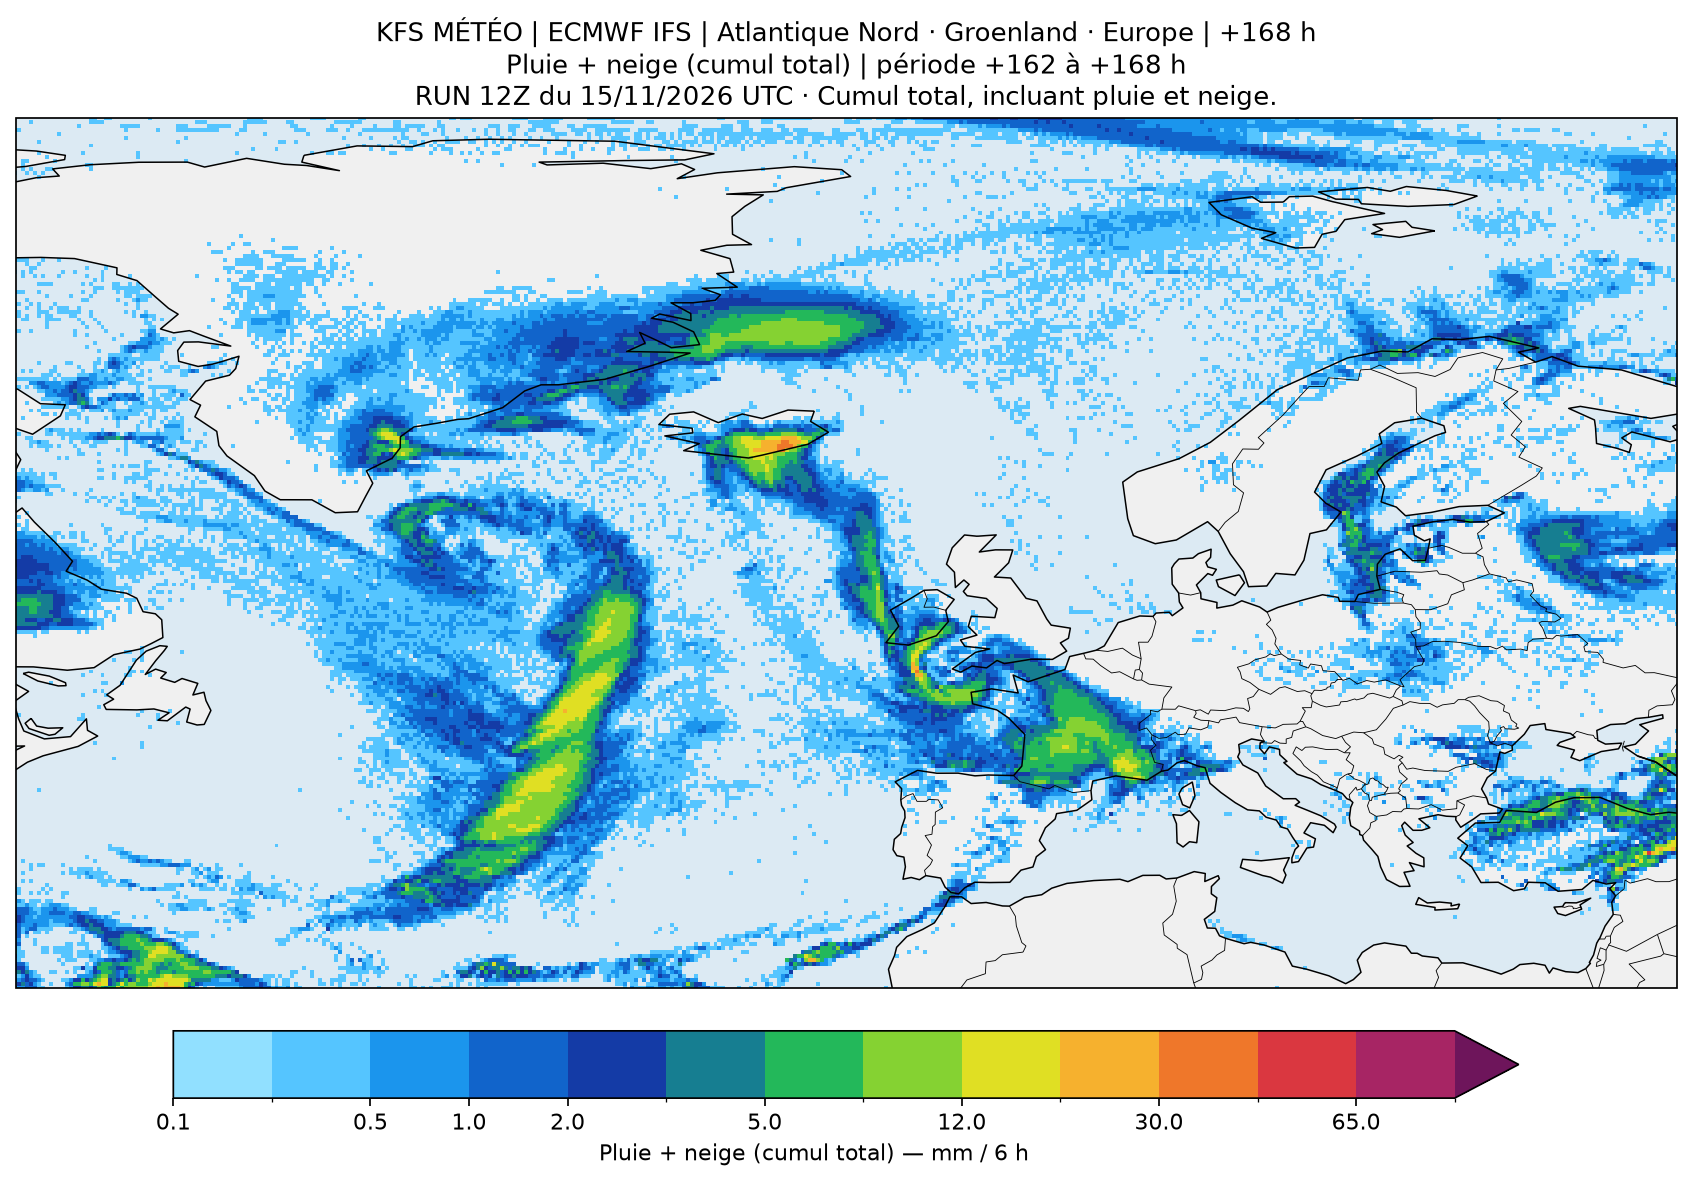 KFS MÉTÉO | ECMWF IFS | Atlantique Nord · Groenland · Europe | +168 h
Pluie + neige (cumul total) | période +162 à +168 h
RUN 12Z du 15/11/2026 UTC · Cumul total, incluant pluie et neige.
0.1 0.5 1.0 2.0 5.0 12.0 30.0 65.0
Pluie + neige (cumul total) — mm / 6 h